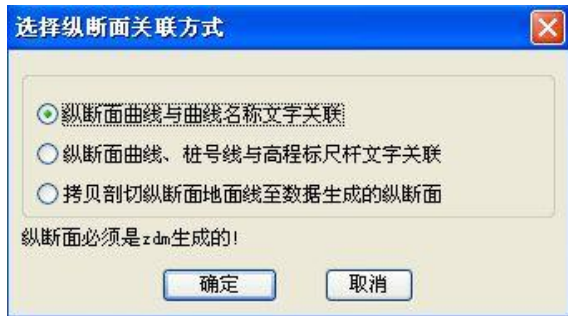 选择纵断面关联方式
纵断面曲线与曲线名称文字关联
纵断面曲线、桩号线与高程标尺杆文字关联
拷贝剖切纵断面地面线至数据生成的纵断面
纵断面必须是zdm生成的!
确定
取消